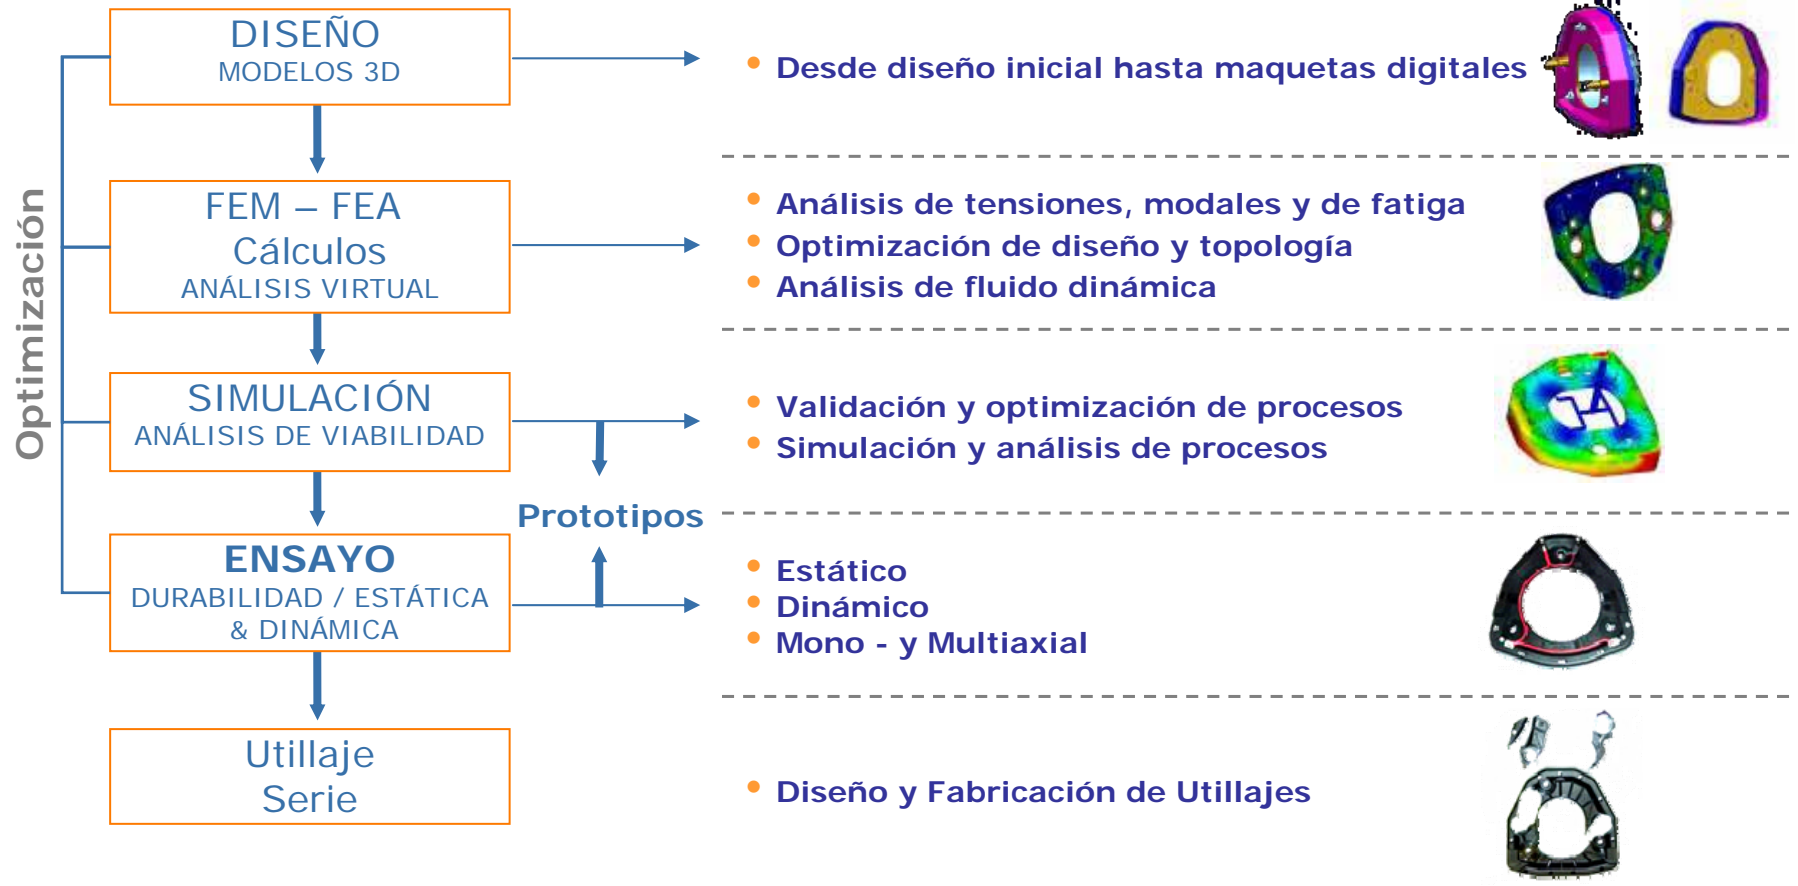 Optimización
DISEÑO
MODELOS 3D
• Desde diseño inicial hasta maquetas digitales
FEM – FEA
Cálculos
ANÁLISIS VIRTUAL
• Análisis de tensiones, modales y de fatiga
• Optimización de diseño y topología
• Análisis de fluido dinámica
SIMULACIÓN
ANÁLISIS DE VIABILIDAD
• Validación y optimización de procesos
• Simulación y análisis de procesos
Prototipos
ENSAYO
DURABILIDAD / ESTÁTICA
& DINÁMICA
• Estático
• Dinámico
• Mono - y Multiaxial
Utillaje
Serie
• Diseño y Fabricación de Utillajes